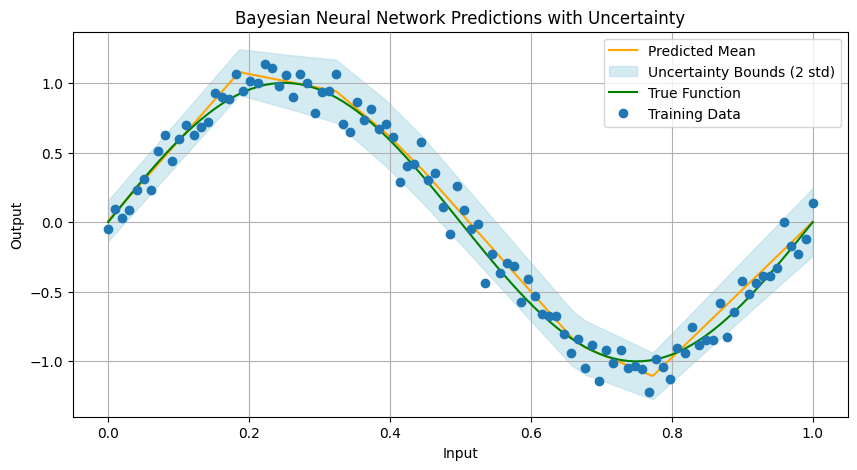 Bayesian Neural Network Predictions with Uncertainty
Predicted Mean
Uncertainty Bounds (2 std)
True Function
Training Data
Output
1.0
0.5
0.0
−0.5
−1.0
0.0 0.2 0.4 0.6 0.8 1.0
Input